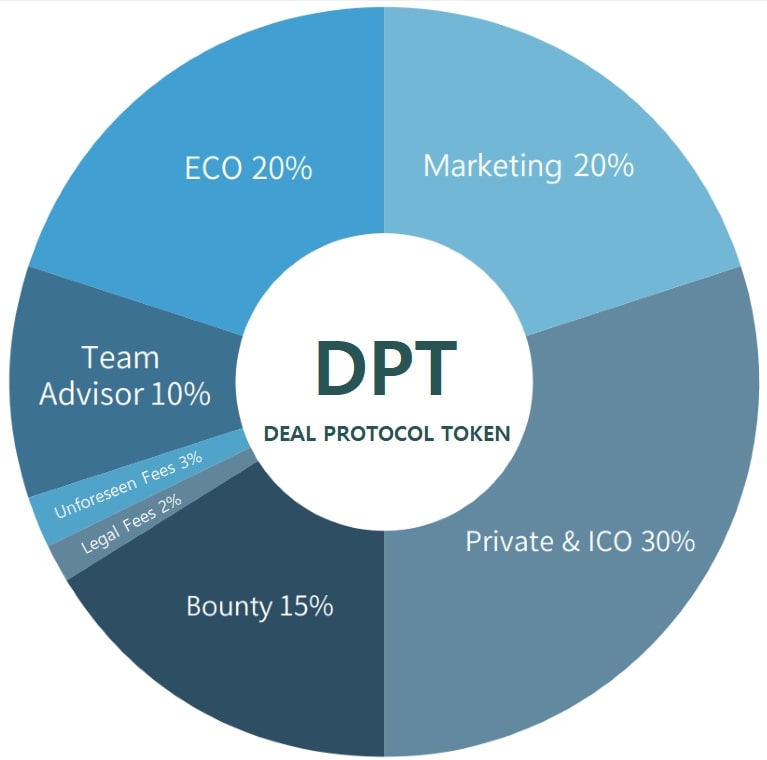 ECO 20%
Marketing 20%
Team
Advisor 10%
DPT
DEAL PROTOCOL TOKEN
Unforeseen Fees 3%
Legal Fees 2%
Private & ICO 30%
Bounty 15%